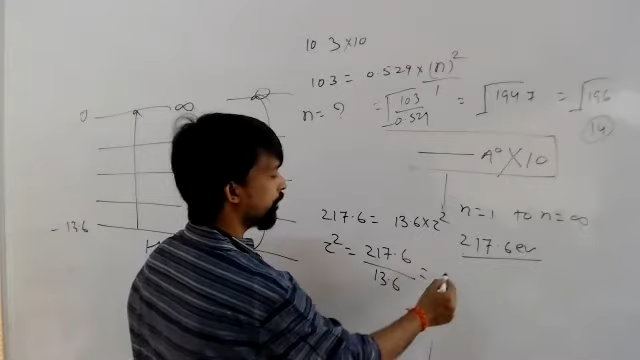 10 3×10
103 = 0.529 × (n)²/1
n = ? = √103/0.529 = √194.7 = √196
14
0 ∞
A° × 10
-13.6
H
217.6 = 13.6 × z²
n=1 to n=∞
217.6 ev
z² = 217.6/13.6 =